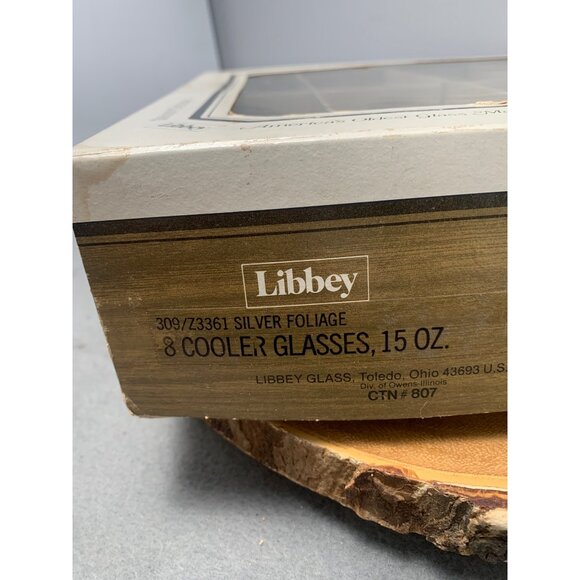 Libbey
America's Oldest Glass
Libbey
309/Z3361 SILVER FOLIAGE
8 COOLER GLASSES, 15 OZ.
LIBBEY GLASS, Toledo, Ohio 43693 U.S.
Div. of Owens-Illinois
CTN # 807